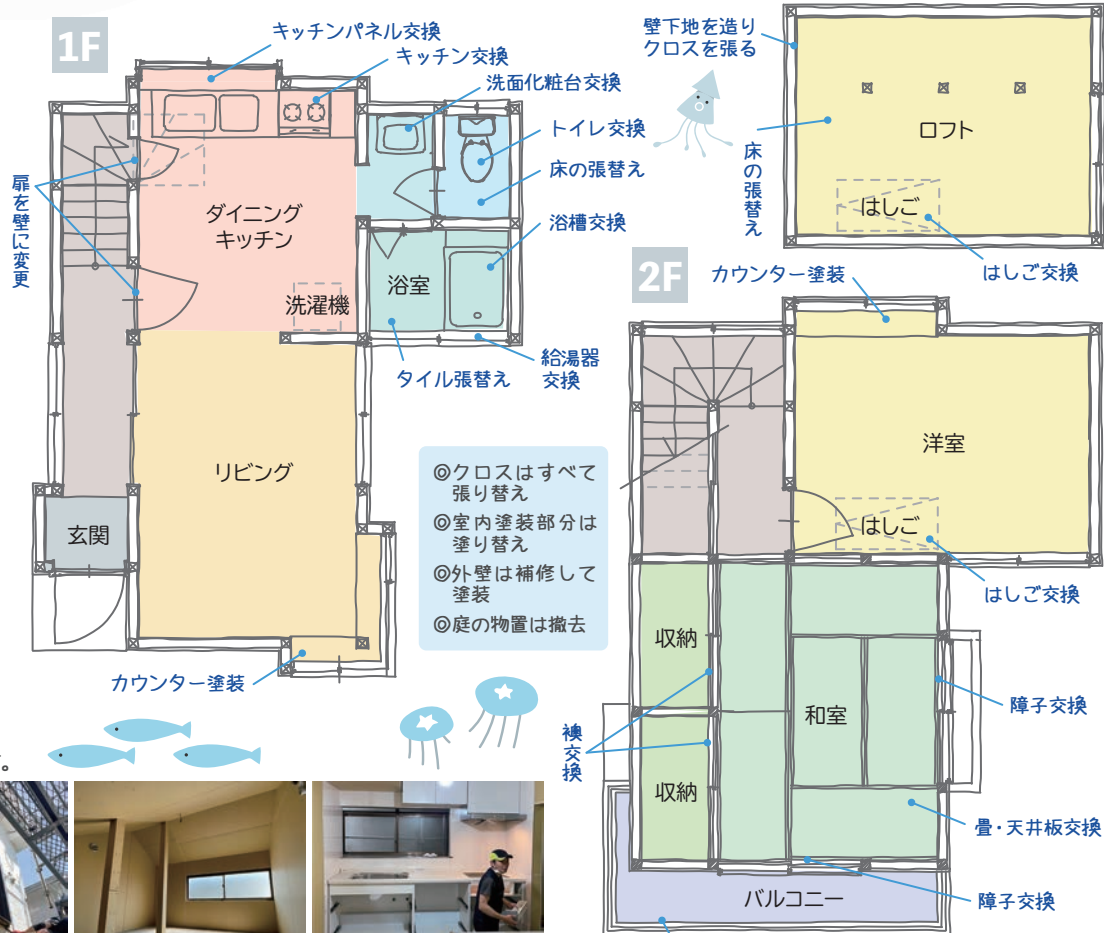 1F
キッチンパネル交換
キッチン交換
洗面化粧台交換
トイレ交換
床の張替え
浴槽交換
扉を壁に変更
ダイニング
キッチン
洗濯機
浴室
給湯器
交換
タイル張替え
リビング
玄関
カウンター塗装
◎クロスはすべて
張り替え
◎室内塗装部分は
塗り替え
◎外壁は補修して
塗装
◎庭の物置は撤去
壁下地を造り
クロスを張る
ロフト
床の張替え
はしご
はしご交換
2F
カウンター塗装
洋室
はしご
はしご交換
収納
収納
和室
襖交換
障子交換
畳・天井板交換
障子交換
バルコニー
。